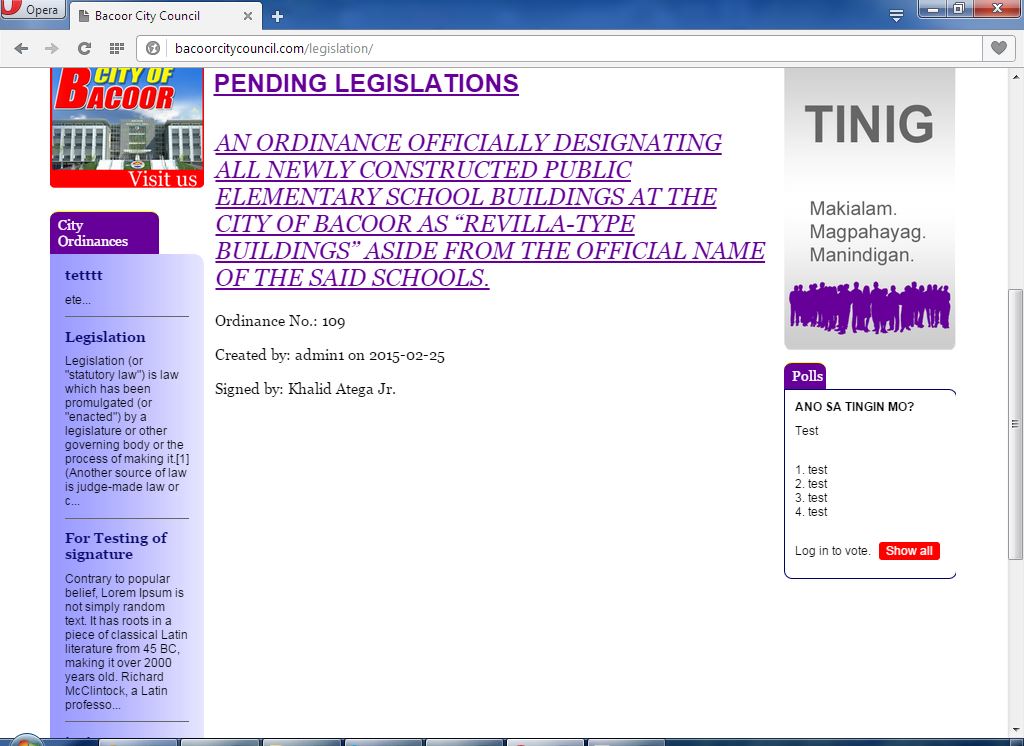 Opera
Bacoor City Council
bacoorcitycouncil.com/legislation/
CITY OF
BACOOR
Visit us
City
Ordinances
tetttt
ete...
Legislation
Legislation (or
"statutory law") is law
which has been
promulgated (or
"enacted") by a
legislature or other
governing body or the
process of making it.[1]
(Another source of law
is judge-made law or
c...
For Testing of
signature
Contrary to popular
belief, Lorem Ipsum is
not simply random
text. It has roots in a
piece of classical Latin
literature from 45 BC,
making it over 2000
years old. Richard
McClintock, a Latin
professo...
PENDING LEGISLATIONS
AN ORDINANCE OFFICIALLY DESIGNATING
ALL NEWLY CONSTRUCTED PUBLIC
ELEMENTARY SCHOOL BUILDINGS AT THE
CITY OF BACOOR AS “REVILLA-TYPE
BUILDINGS” ASIDE FROM THE OFFICIAL NAME
OF THE SAID SCHOOLS.
Ordinance No.: 109
Created by: admin1 on 2015-02-25
Signed by: Khalid Atega Jr.
TINIG
Makialam.
Magpahayag.
Manindigan.
Polls
ANO SA TINGIN MO?
Test
1. test
2. test
3. test
4. test
Log in to vote. Show all